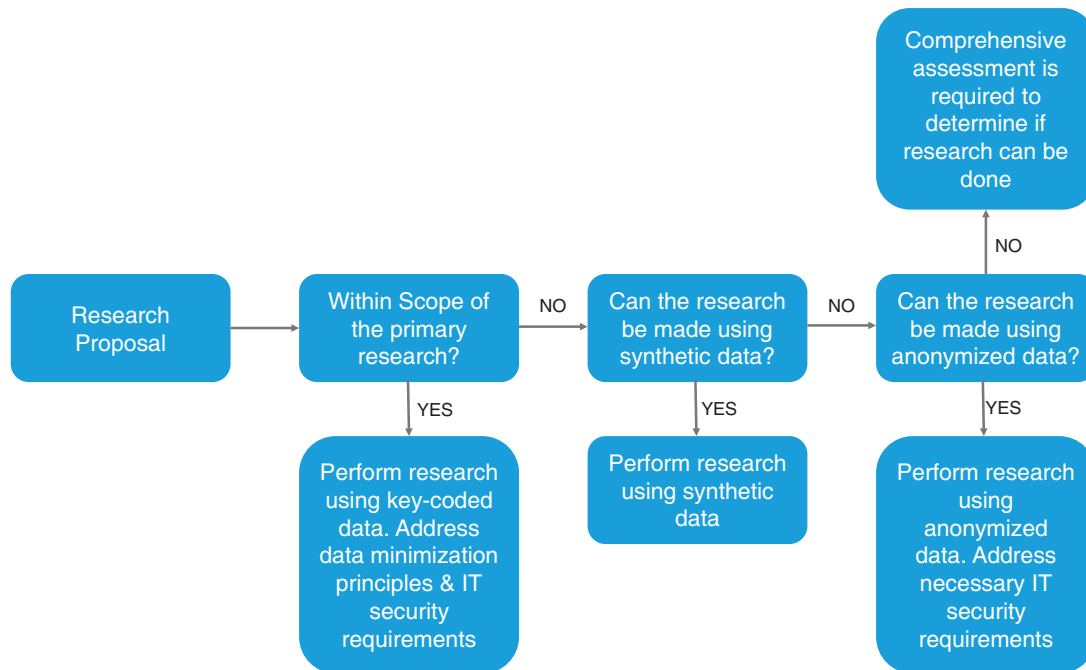 Comprehensive
assessment is
required to
determine if
research can be
done
NO
Research
Proposal
Within Scope of
the primary
research?
NO
Can the research
be made using
synthetic data?
NO
Can the research
be made using
anonymized data?
YES
YES
YES
Perform research
using key-coded
data. Address
data minimization
principles & IT
security
requirements
Perform research
using synthetic
data
Perform research
using
anonymized
data. Address
necessary IT
security
requirements